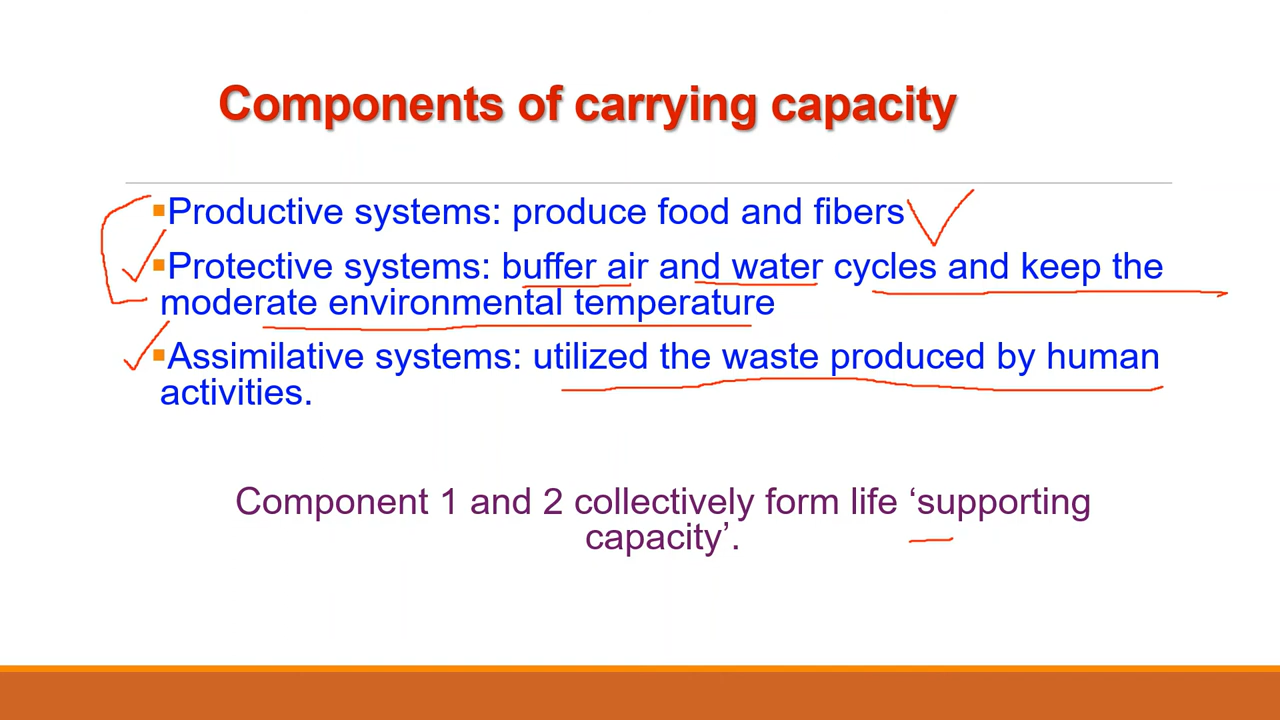 Components of carrying capacity
▪Productive systems: produce food and fibers
▪Protective systems: buffer air and water cycles and keep the
moderate environmental temperature
▪Assimilative systems: utilized the waste produced by human
activities.
Component 1 and 2 collectively form life ‘supporting
capacity’.